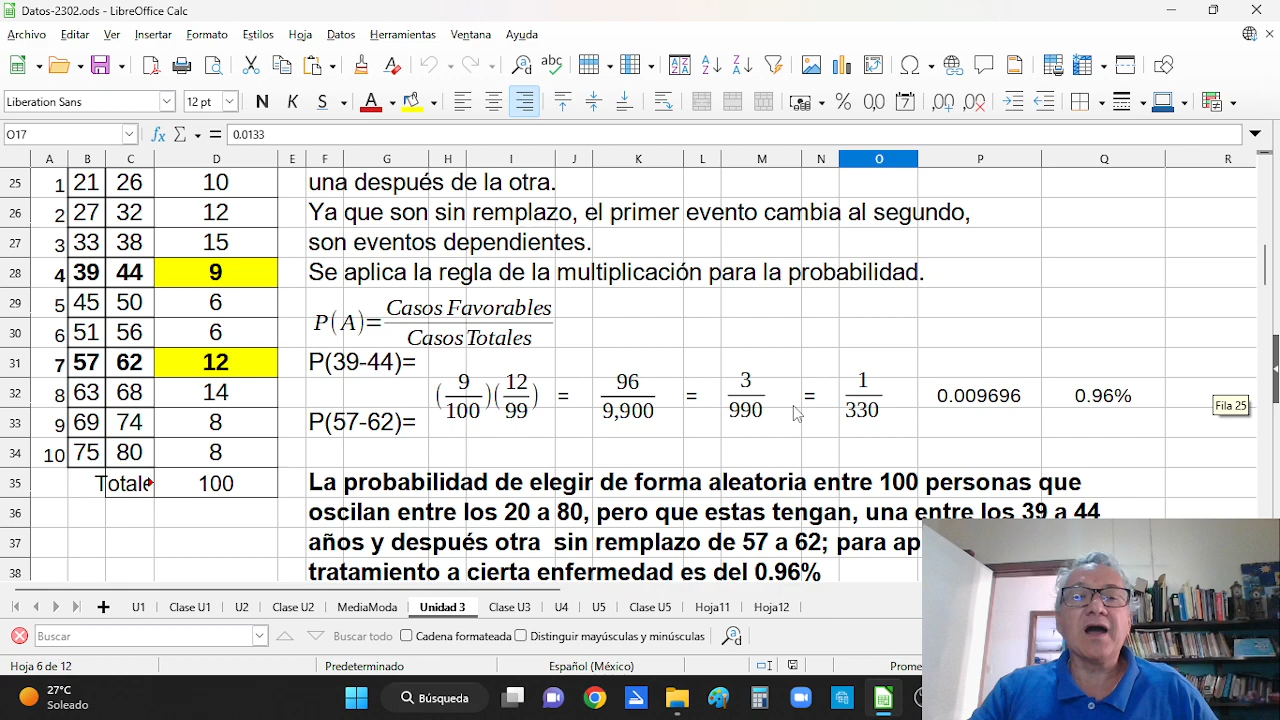 Datos-2302.ods - LibreOffice Calc
Archivo Editar Ver Insertar Formato Estilos Hoja Datos Herramientas Ventana Ayuda
Liberation Sans 12 pt N K S
O17 0.0133
A B C D E F G H I J K L M N O P Q R
25 1 21 26 10 una después de la otra.
26 2 27 32 12 Ya que son sin remplazo, el primer evento cambia al segundo,
27 3 33 38 15 son eventos dependientes.
28 4 39 44 9 Se aplica la regla de la multiplicación para la probabilidad.
29 5 45 50 6
30 6 51 56 6
P(A)=Casos Favorables
Casos Totales
31 7 57 62 12 P(39-44)=
32 8 63 68 14 (9/100)(12/99) = 96/9,900 = 3/990 = 1/330 0.009696 0.96%
Fila 25
33 9 69 74 8 P(57-62)=
34 10 75 80 8
35 Totale 100 La probabilidad de elegir de forma aleatoria entre 100 personas que
36 oscilan entre los 20 a 80, pero que estas tengan, una entre los 39 a 44
37 años y después otra sin remplazo de 57 a 62; para ap
38 tratamiento a cierta enfermedad es del 0.96%
U1 Clase U1 U2 Clase U2 MediaModa Unidad 3 Clase U3 U4 U5 Clase U5 Hoja11 Hoja12
Buscar Buscar todo Cadena formateada Distinguir mayúsculas y minúsculas
Hoja 6 de 12 Predeterminado Español (México) Prome
27°C
Soleado
Búsqueda